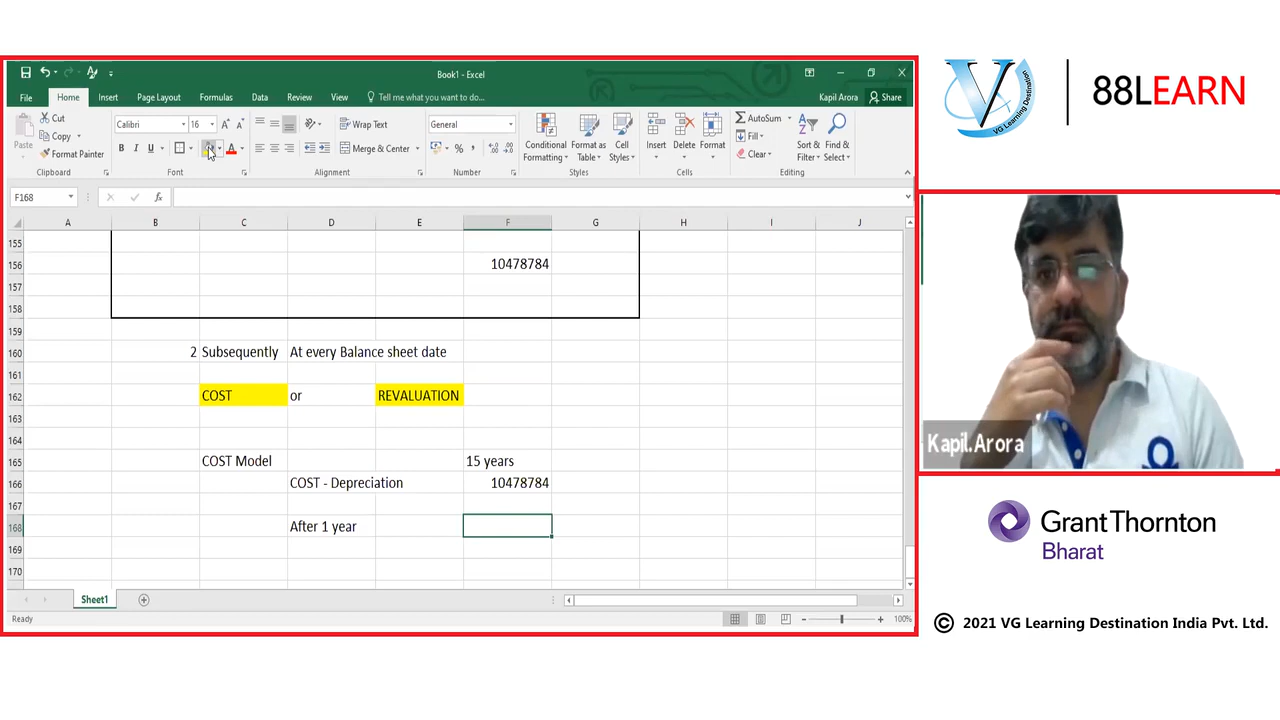 Book1 - Excel
File Home Insert Page Layout Formulas Data Review View Tell me what you want to do... Kapil Arora Share
Paste Cut Copy Format Painter Clipboard
Calibri 16 B I U Font
Wrap Text Merge & Center Alignment
General % Number
Conditional Formatting Format as Table Cell Styles Styles
Insert Delete Format Cells
AutoSum Fill Clear Sort & Filter Find & Select Editing
F168 fx
A B C D E F G H I J
155
156 10478784
157
158
159
160 2 Subsequently At every Balance sheet date
161
162 COST or REVALUATION
163
164
165 COST Model 15 years
166 COST - Depreciation 10478784
167
168 After 1 year
169
170
Sheet1
Ready 100%
VG Learning Destination
88LEARN
Kapil.Arora
Grant Thornton
Bharat
© 2021 VG Learning Destination India Pvt. Ltd.